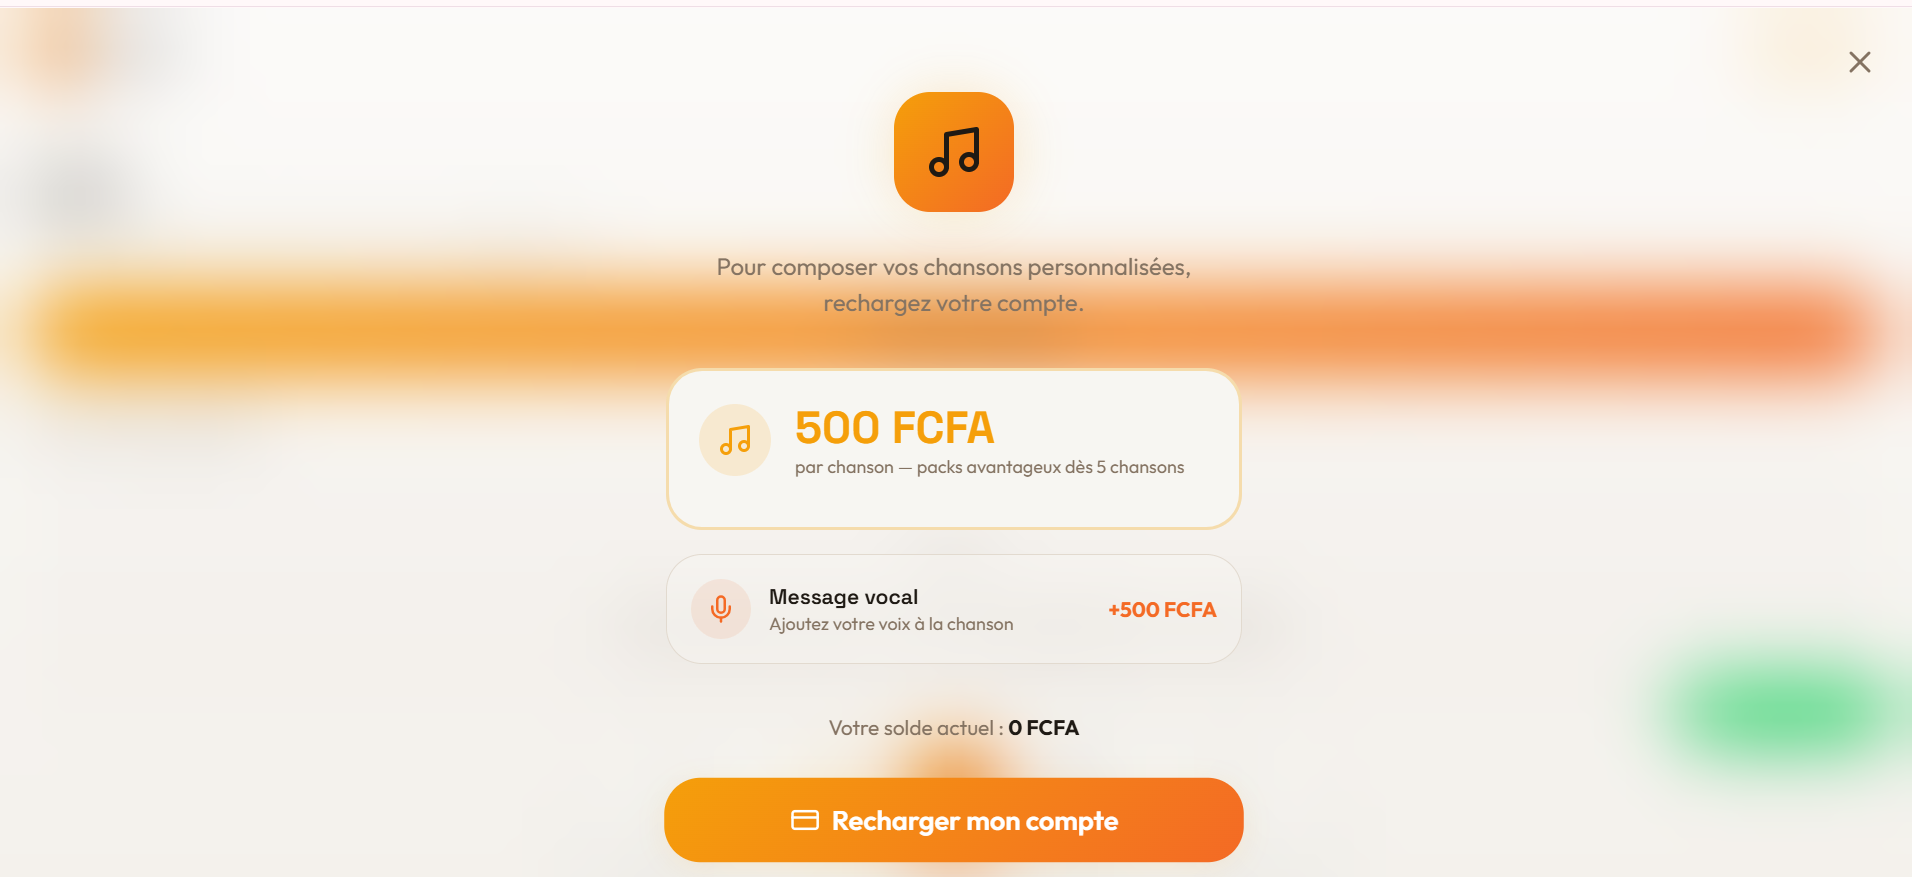 Pour composer vos chansons personnalisées,
rechargez votre compte.
500 FCFA
par chanson — packs avantageux dès 5 chansons
Message vocal
Ajoutez votre voix à la chanson
+500 FCFA
Votre solde actuel : 0 FCFA
Recharger mon compte